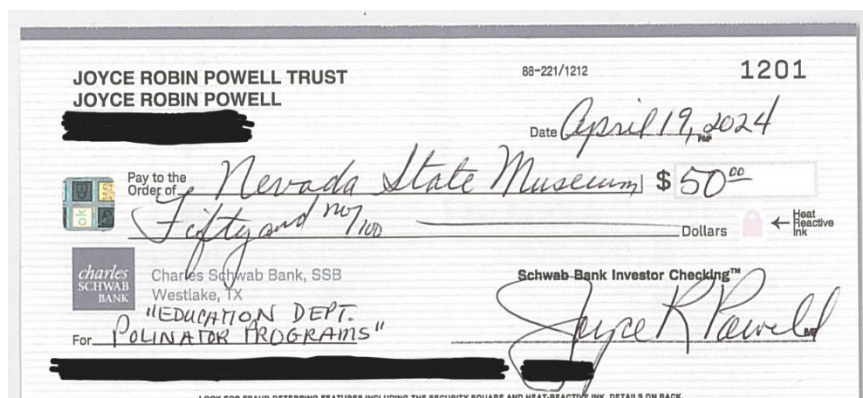 JOYCE ROBIN POWELL TRUST
88-221/1212
1201
JOYCE ROBIN POWELL
Date April 19, 2024
Pay to the
Order of Nevada State Museum $ 50 00
Fifty and no/100 Dollars
Heat
Reactive
Ink
charles
SCHWAB
BANK
Charles Schwab Bank, SSB
Westlake, TX
Schwab Bank Investor Checking™
For "EDUCATION DEPT.
POLINATOR PROGRAMS"
Joyce R Powell
LOOK FOR FRAUD-DETERRING FEATURES INCLUDING THE SECURITY SQUARE AND HEAT-REACTIVE INK. DETAILS ON BACK.